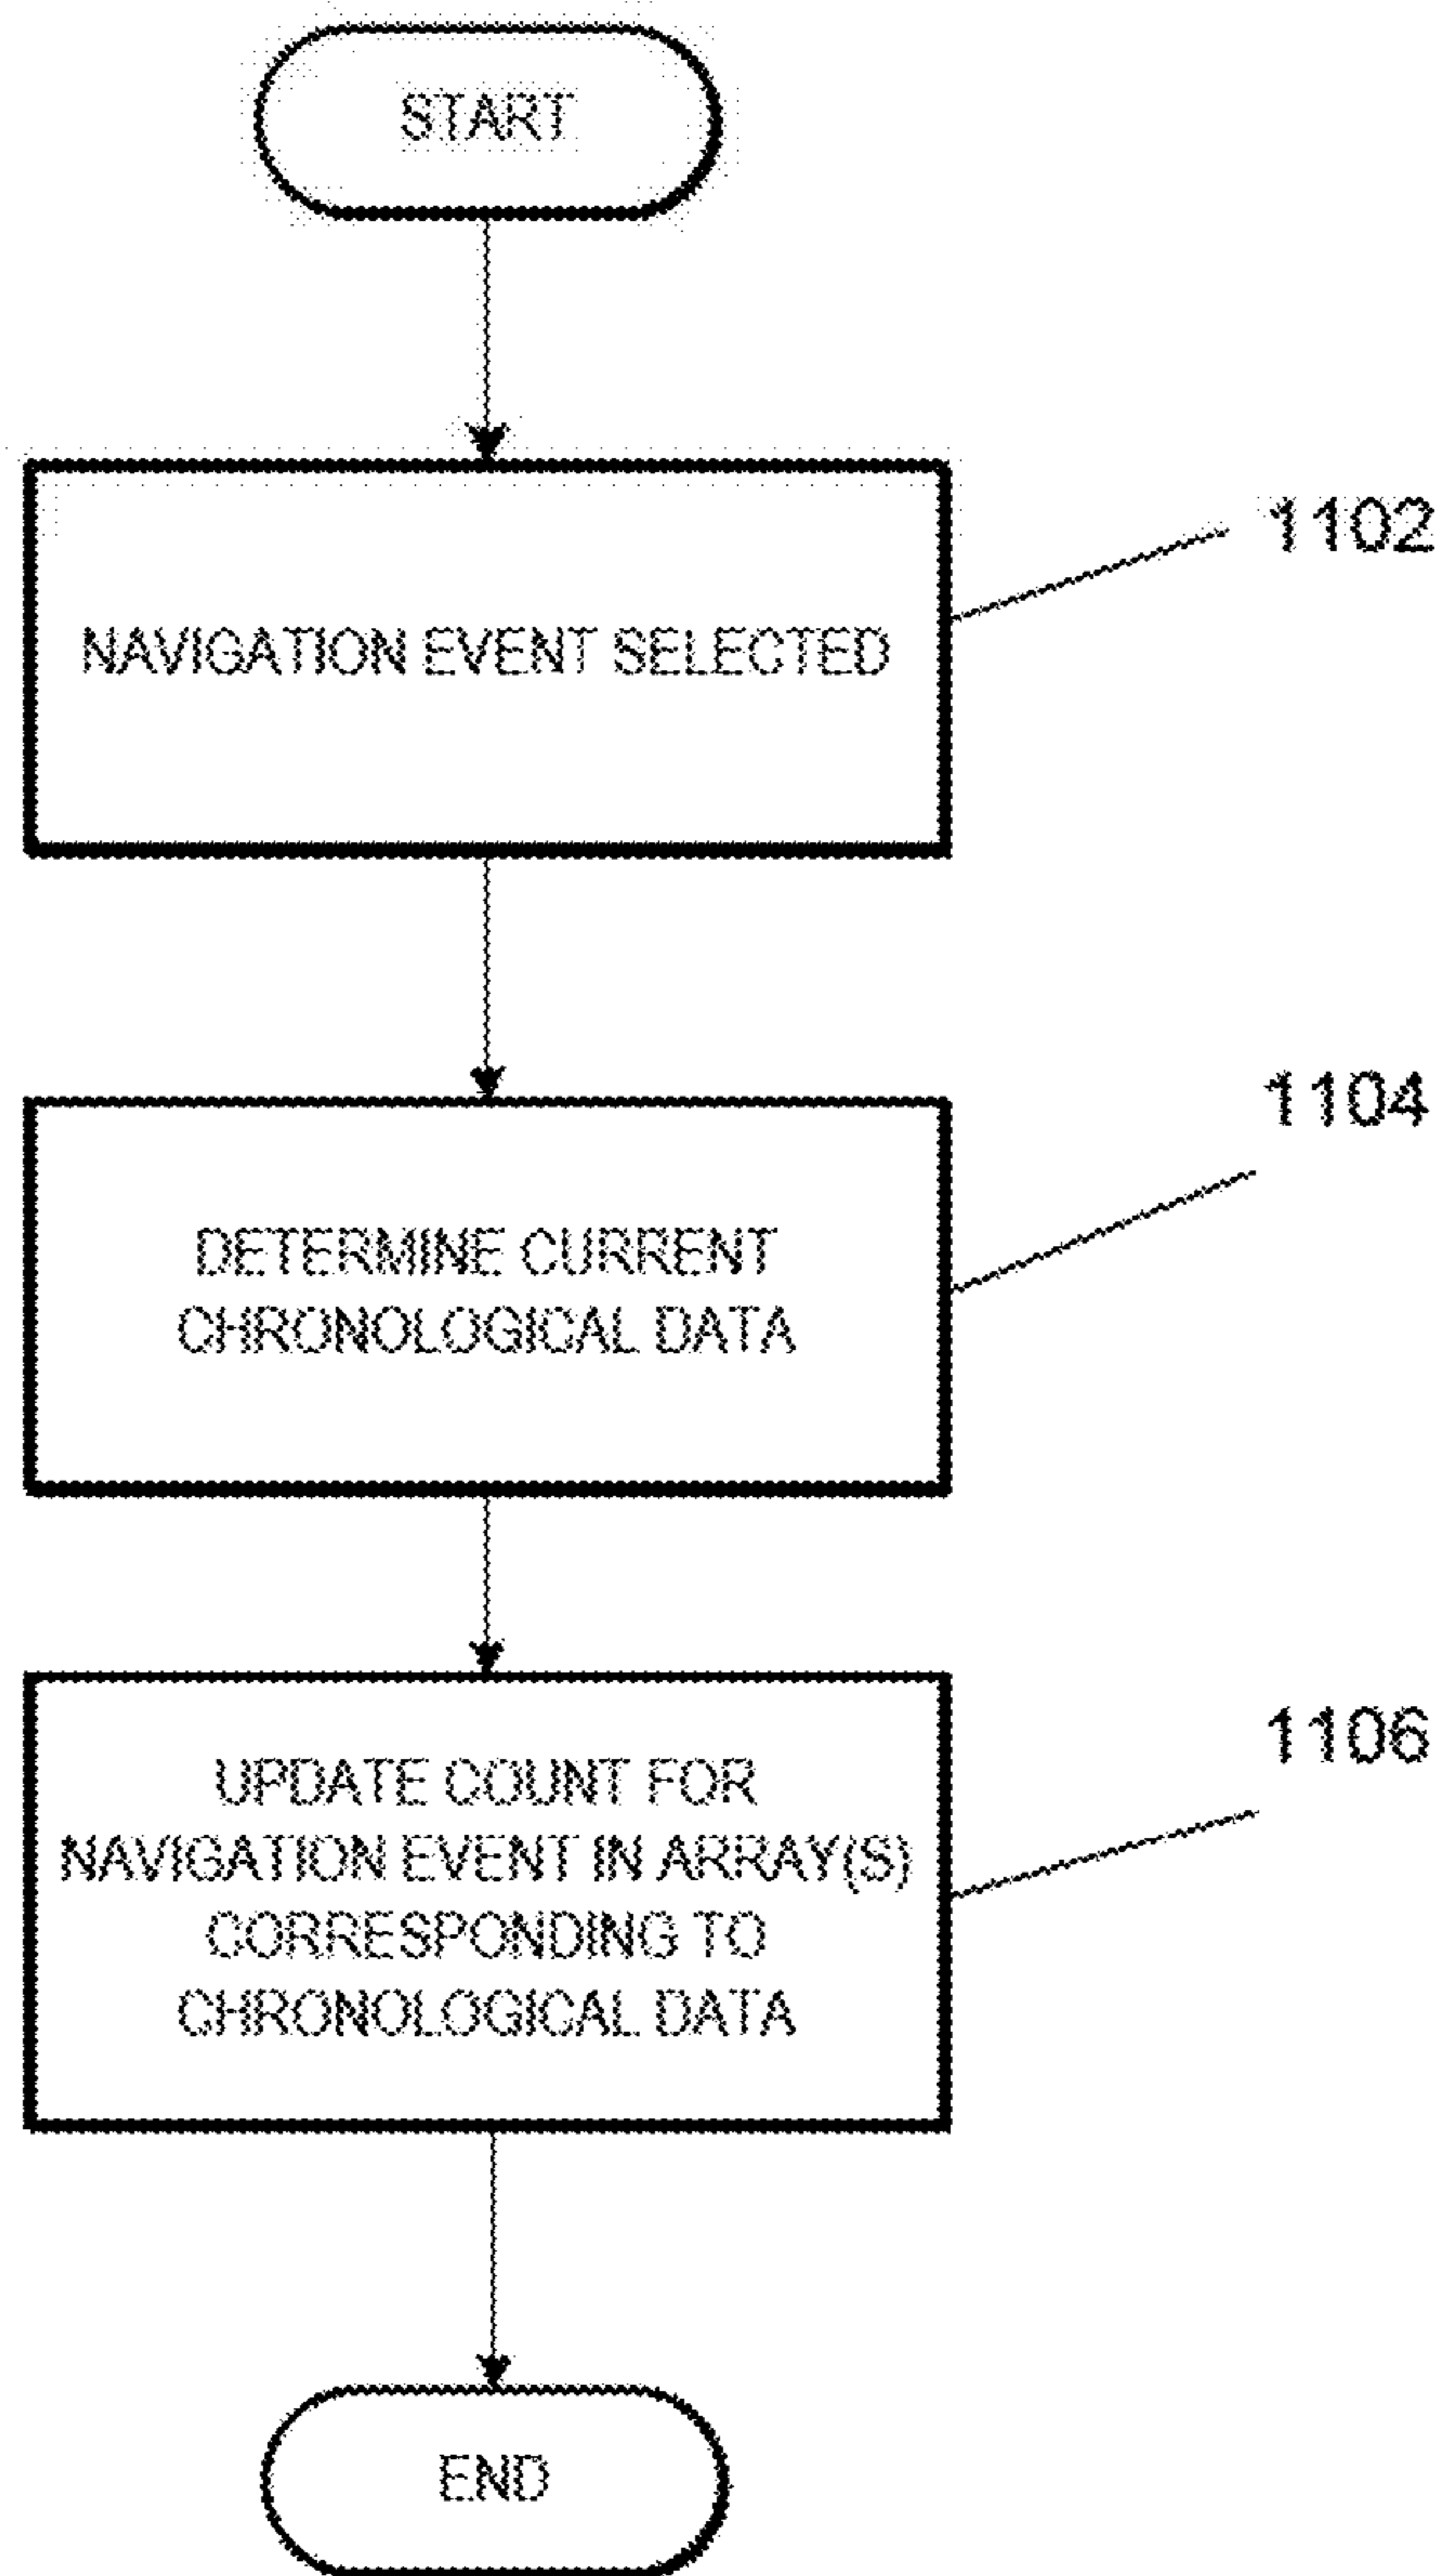 START
NAVIGATION EVENT SELECTED
1102
DETERMINE CURRENT
CHRONOLOGICAL DATA
1104
UPDATE COUNT FOR
NAVIGATION EVENT IN ARRAY(S)
CORRESPONDING TO
CHRONOLOGICAL DATA
1106
END